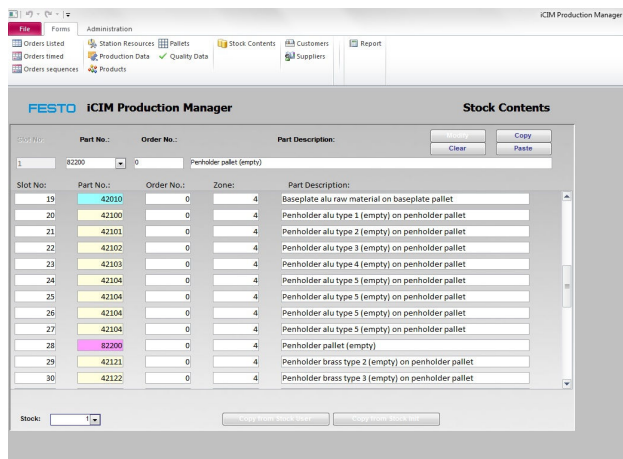 iCIM Production Manager
File Forms Administration
Orders Listed Station Resources Pallets Stock Contents Customers Report
Orders timed Production Data Quality Data Suppliers
Orders sequences Products
FESTO iCIM Production Manager Stock Contents
Slot No: Part No.: Order No.: Part Description: Modify Copy
Clear Paste
1 82200 0 Penholder pallet (empty)
Slot No: Part No.: Order No.: Zone: Part Description:
19 42010 0 4 Baseplate alu raw material on baseplate pallet
20 42100 0 4 Penholder alu type 1 (empty) on penholder pallet
21 42101 0 4 Penholder alu type 2 (empty) on penholder pallet
22 42102 0 4 Penholder alu type 3 (empty) on penholder pallet
23 42103 0 4 Penholder alu type 4 (empty) on penholder pallet
24 42104 0 4 Penholder alu type 5 (empty) on penholder pallet
25 42104 0 4 Penholder alu type 5 (empty) on penholder pallet
26 42104 0 4 Penholder alu type 5 (empty) on penholder pallet
27 42104 0 4 Penholder alu type 5 (empty) on penholder pallet
28 82200 0 4 Penholder pallet (empty)
29 42121 0 4 Penholder brass type 2 (empty) on penholder pallet
30 42122 0 4 Penholder brass type 3 (empty) on penholder pallet
Stock: 1 Copy from Stock